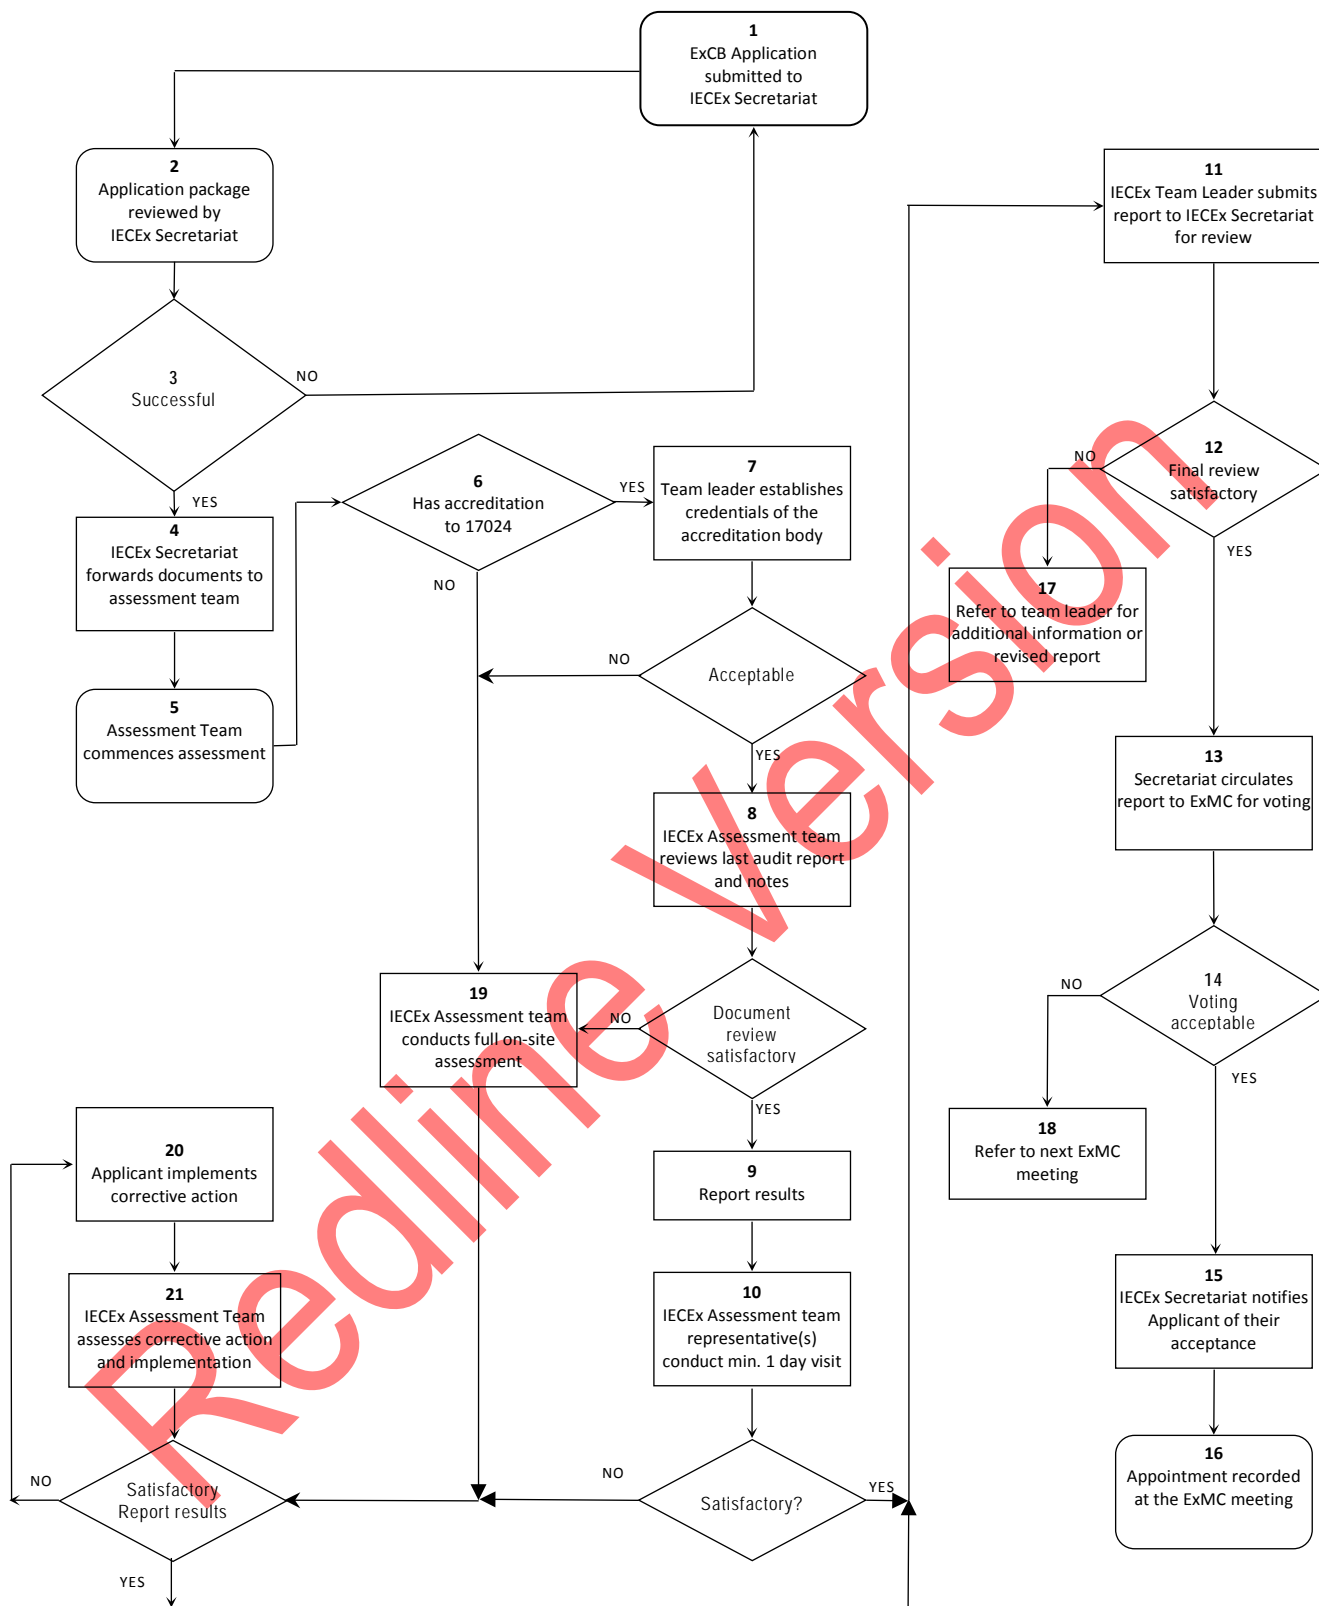 1
ExCB Application
submitted to
IECEx Secretariat
2
Application package
reviewed by
IECEx Secretariat
3
Successful
NO
YES
4
IECEx Secretariat
forwards documents to
assessment team
5
Assessment Team
commences assessment
6
Has accreditation
to 17024
YES
NO
7
Team leader establishes
credentials of the
accreditation body
Acceptable
NO
YES
8
IECEx Assessment team
reviews last audit report
and notes
Document
review
satisfactory
NO
YES
19
IECEx Assessment team
conducts full on-site
assessment
9
Report results
10
IECEx Assessment team
representative(s)
conduct min. 1 day visit
Satisfactory?
NO
YES
20
Applicant implements
corrective action
21
IECEx Assessment Team
assesses corrective action
and implementation
Satisfactory
Report results
NO
YES
11
IECEx Team Leader submits
report to IECEx Secretariat
for review
12
Final review
satisfactory
NO
YES
17
Refer to team leader for
additional information or
revised report
13
Secretariat circulates
report to ExMC for voting
14
Voting
acceptable
NO
YES
18
Refer to next ExMC
meeting
15
IECEx Secretariat notifies
Applicant of their
acceptance
16
Appointment recorded
at the ExMC meeting
Redline Version